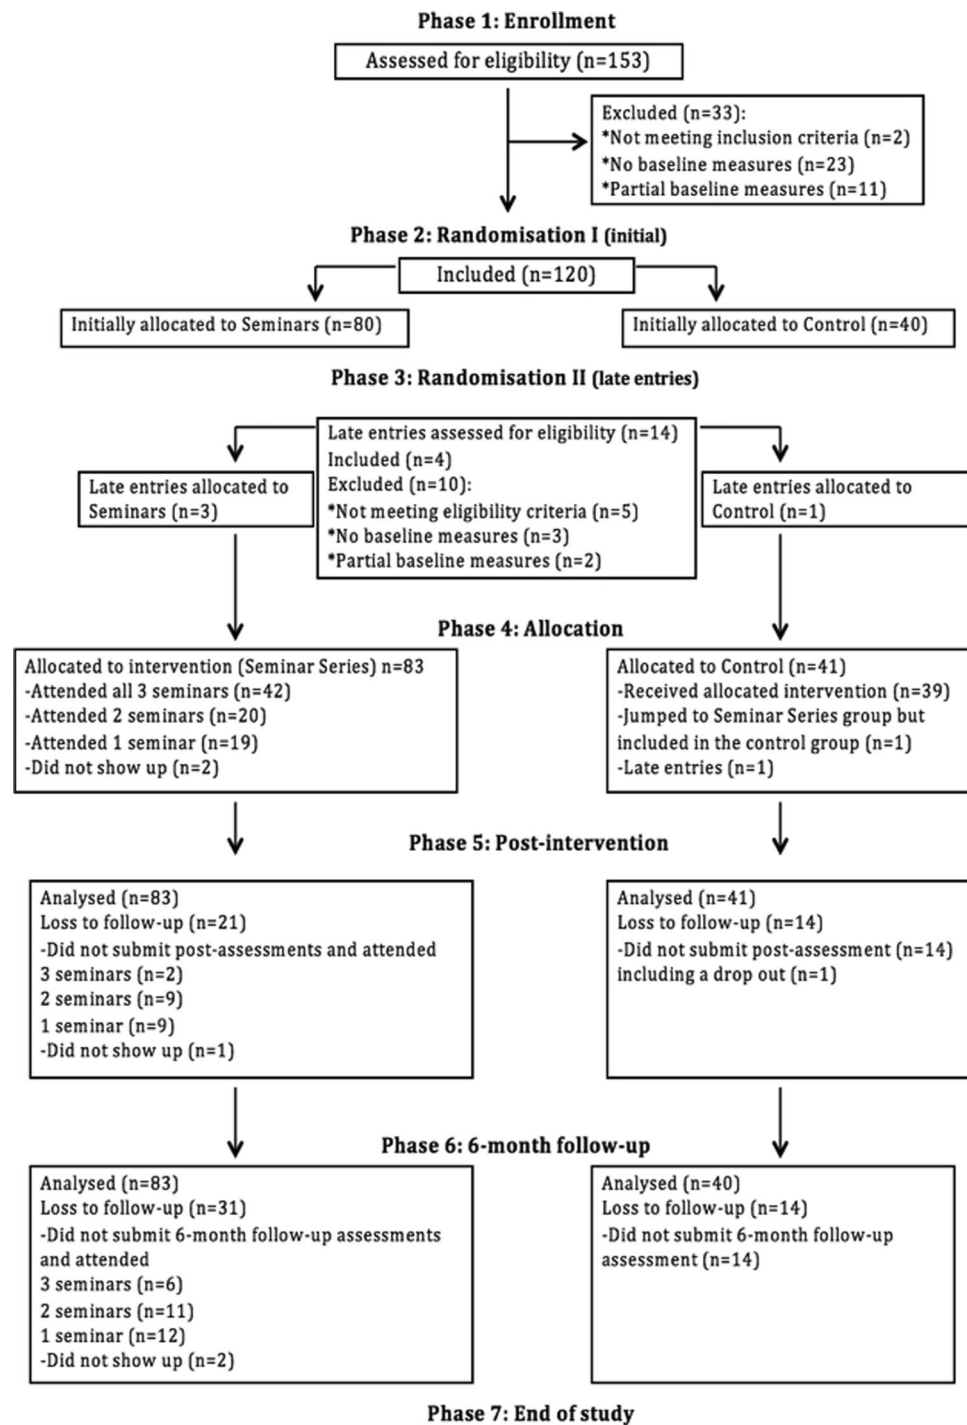 Phase 1: Enrollment
Assessed for eligibility (n=153)
Excluded (n=33):
*Not meeting inclusion criteria (n=2)
*No baseline measures (n=23)
*Partial baseline measures (n=11)
Phase 2: Randomisation I (initial)
Included (n=120)
Initially allocated to Seminars (n=80)
Initially allocated to Control (n=40)
Phase 3: Randomisation II (late entries)
Late entries assessed for eligibility (n=14)
Included (n=4)
Excluded (n=10):
*Not meeting eligibility criteria (n=5)
*No baseline measures (n=3)
*Partial baseline measures (n=2)
Late entries allocated to
Seminars (n=3)
Late entries allocated to
Control (n=1)
Phase 4: Allocation
Allocated to intervention (Seminar Series) n=83
-Attended all 3 seminars (n=42)
-Attended 2 seminars (n=20)
-Attended 1 seminar (n=19)
-Did not show up (n=2)
Allocated to Control (n=41)
-Received allocated intervention (n=39)
-Jumped to Seminar Series group but
included in the control group (n=1)
-Late entries (n=1)
Phase 5: Post-intervention
Analysed (n=83)
Loss to follow-up (n=21)
-Did not submit post-assessments and attended
3 seminars (n=2)
2 seminars (n=9)
1 seminar (n=9)
-Did not show up (n=1)
Analysed (n=41)
Loss to follow-up (n=14)
-Did not submit post-assessment (n=14)
including a drop out (n=1)
Phase 6: 6-month follow-up
Analysed (n=83)
Loss to follow-up (n=31)
-Did not submit 6-month follow-up assessments
and attended
3 seminars (n=6)
2 seminars (n=11)
1 seminar (n=12)
-Did not show up (n=2)
Analysed (n=40)
Loss to follow-up (n=14)
-Did not submit 6-month follow-up
assessment (n=14)
Phase 7: End of study